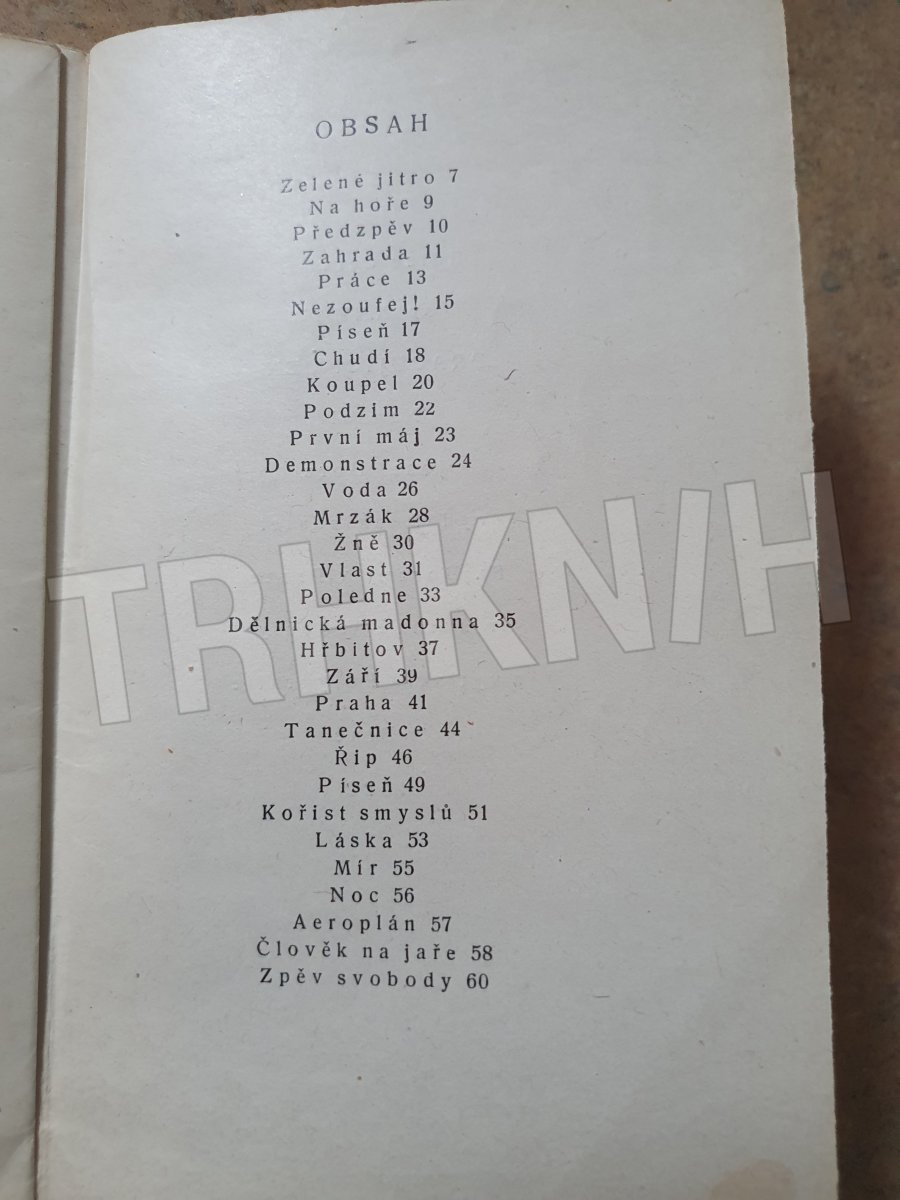 OBSAH
Zelené jitro 7
Na hoře 9
Předzpěv 10
Zahrada 11
Práce 13
Nezoufej! 15
Píseň 17
Chudí 18
Koupel 20
Podzim 22
První máj 23
Demonstrace 24
Voda 26
Mrzák 28
Žně 30
Vlast 31
Poledne 33
Dělnická madonna 35
Hřbitov 37
Září 39
Praha 41
Tanečnice 44
Řip 46
Píseň 49
Kořist smyslů 51
Láska 53
Mír 55
Noc 56
Aeroplán 57
Člověk na jaře 58
Zpěv svobody 60
TRHKNIH